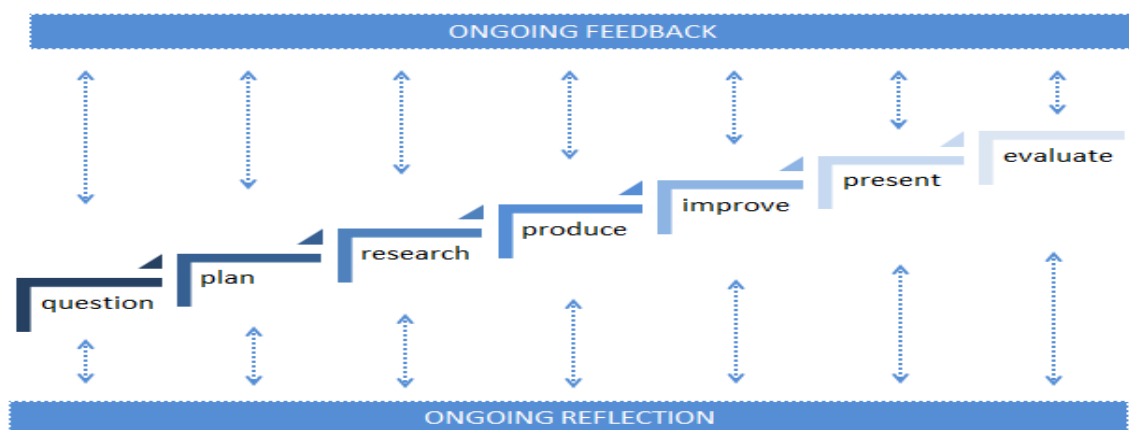 ONGOING FEEDBACK
question
plan
research
produce
improve
present
evaluate
ONGOING REFLECTION